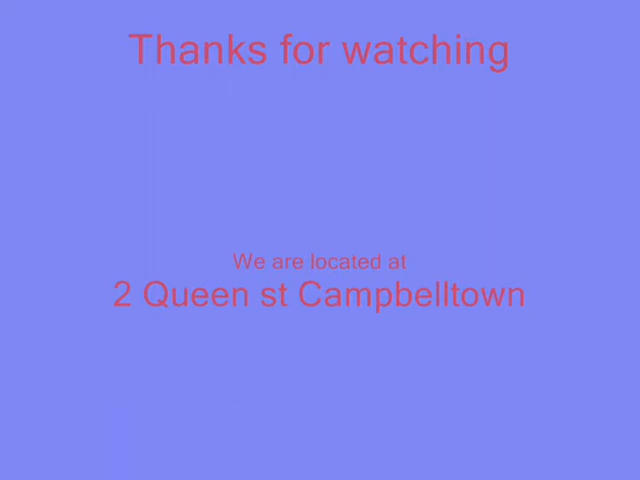 Thanks for watching
We are located at
2 Queen st Campbelltown